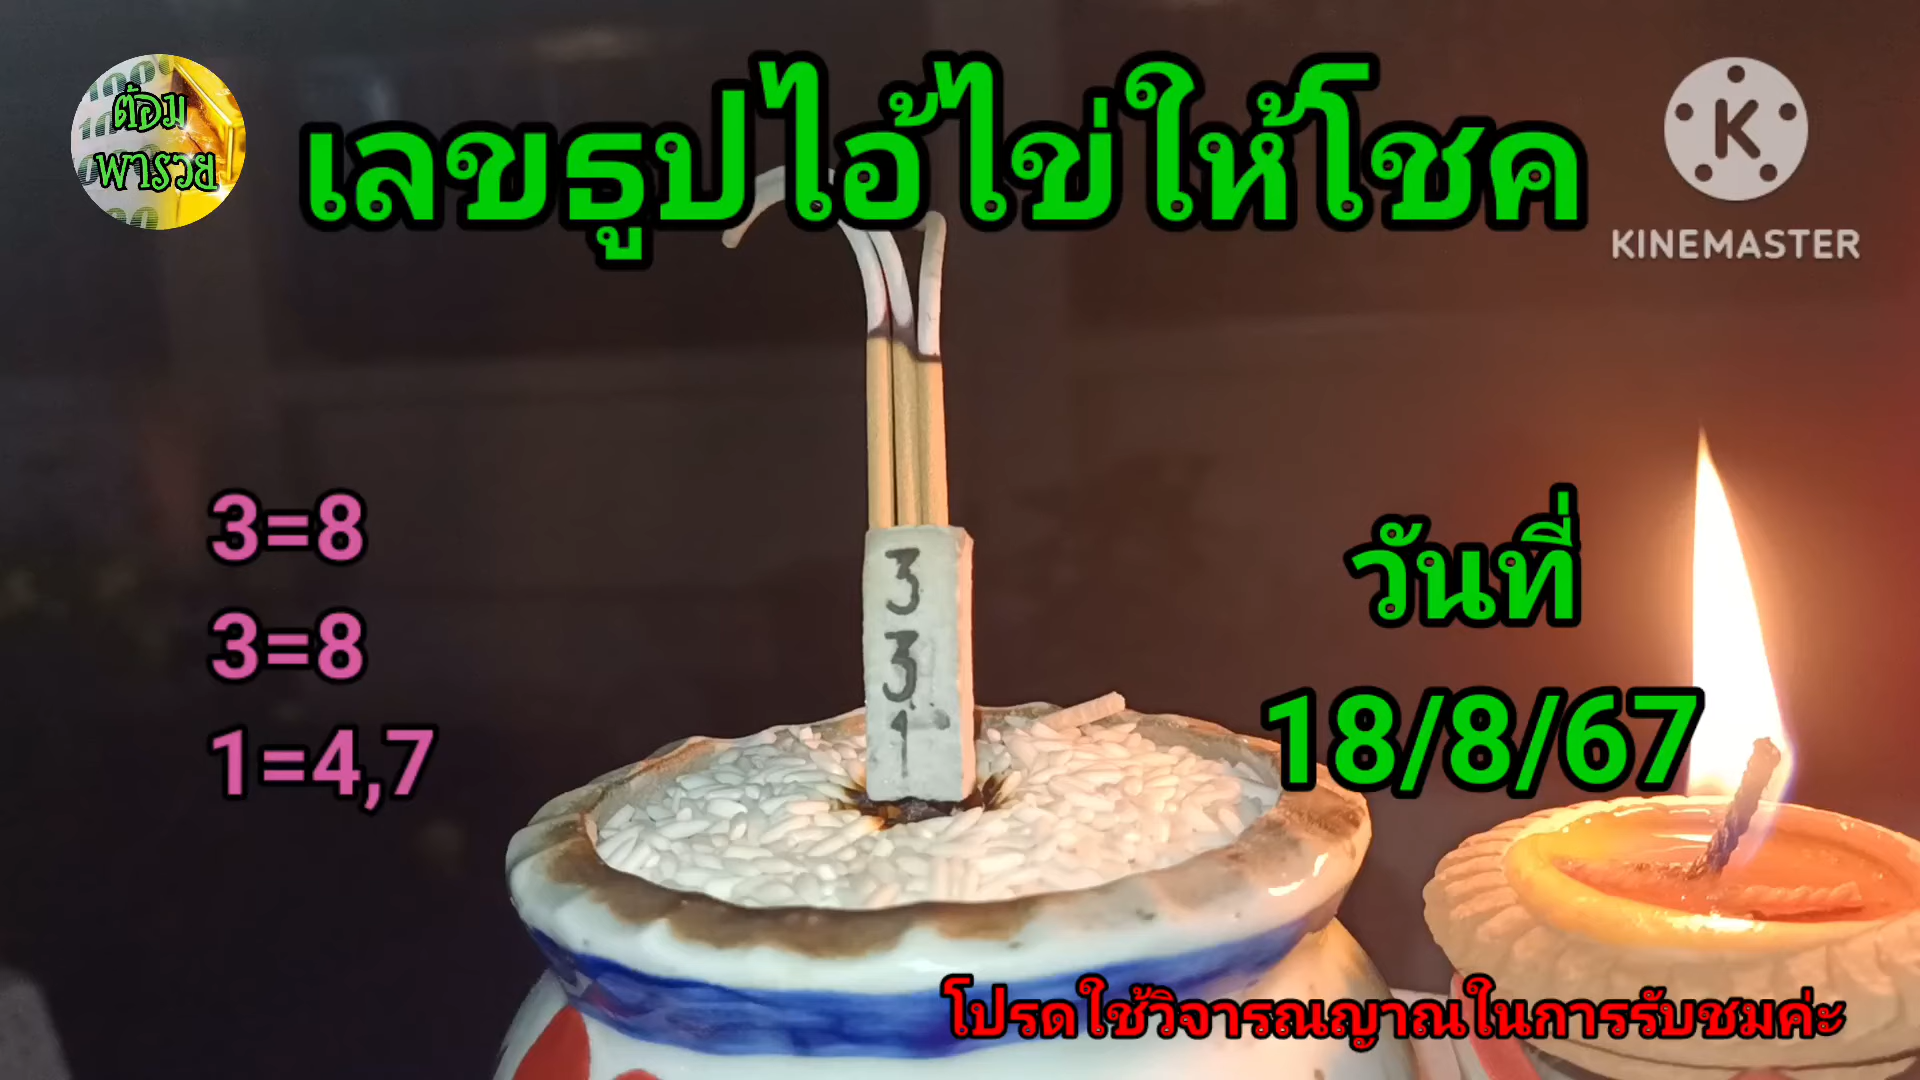 ต้อม
พารวย
เลขธูปไอ้ไข่ให้โชค
K
KINEMASTER
3=8
3=8
1=4,7
3
3
1
วันที่
18/8/67
โปรดใช้วิจารณญาณในการรับชมค่ะ